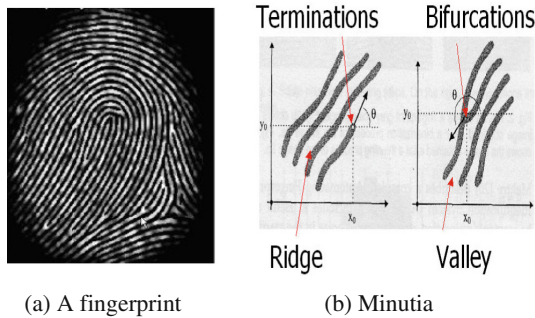 Terminations Bifurcations
θ θ
y₀ y₀
x₀ x₀
Ridge Valley
(a) A fingerprint (b) Minutia